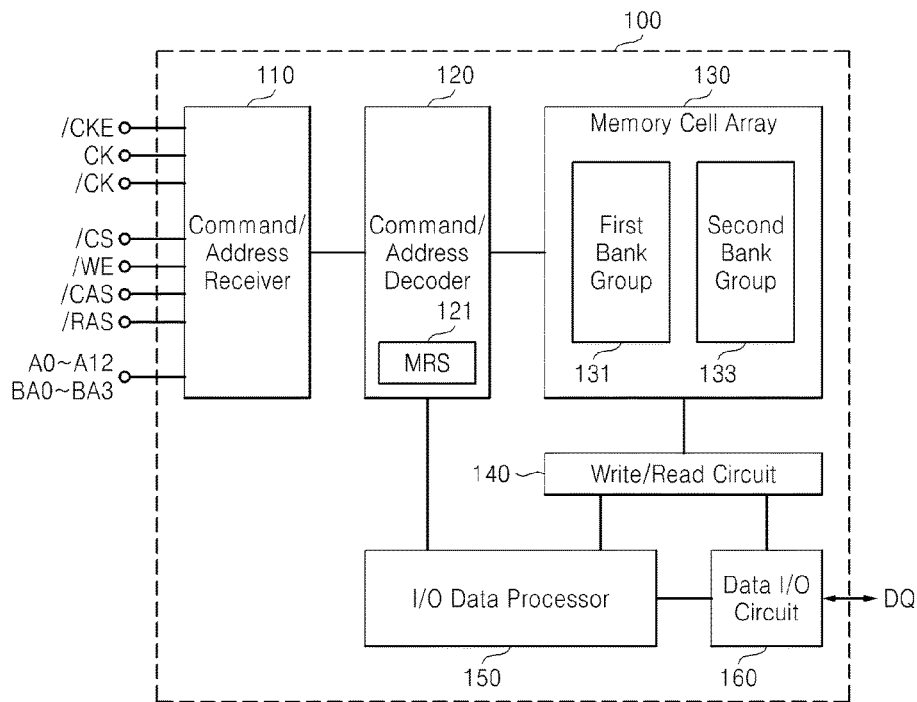 100
110
120
130
/CKE
CK
/CK
/CS
/WE
/CAS
/RAS
A0~A12
BA0~BA3
Command/
Address
Receiver
Command/
Address
Decoder
121
MRS
Memory Cell Array
First
Bank
Group
131
Second
Bank
Group
133
140
Write/Read Circuit
I/O Data Processor
150
Data I/O
Circuit
160
DQ